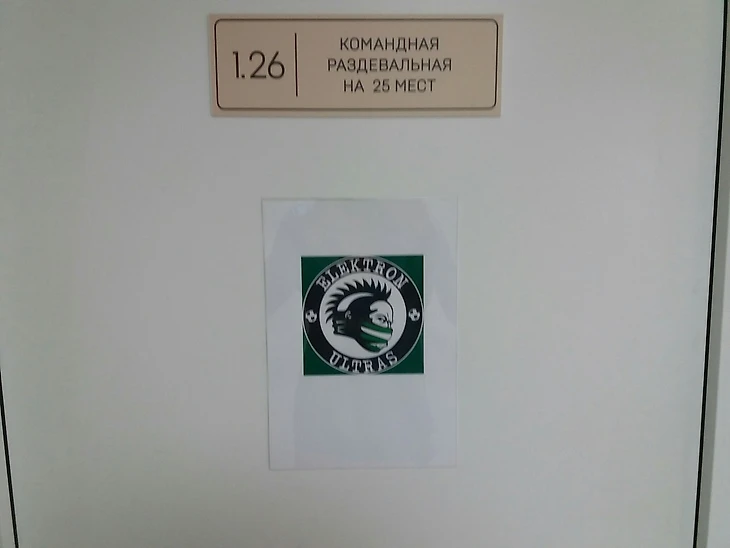 1.26
КОМАНДНАЯ
РАЗДЕВАЛЬНАЯ
НА 25 МЕСТ
ELEKTRON
ULTRAS